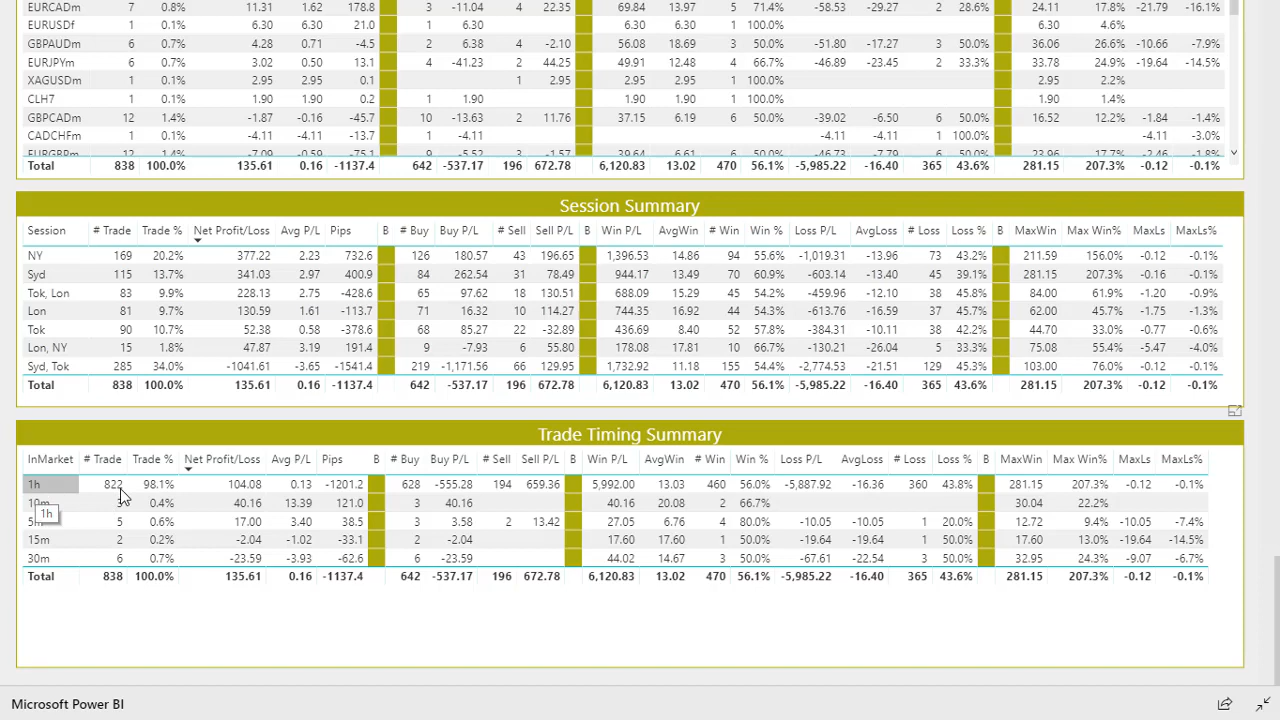 EURCADm 7 0.8% 11.31 1.62 178.8 3 -11.04 4 22.35 69.84 13.97 5 71.4% -58.53 -29.27 2 28.6% 24.11 17.8% -21.79 -16.1%
EURUSDf 1 0.1% 6.30 6.30 21.0 6.30 6.30 1 100.0% 6.30 4.6%
GBPAUDm 6 0.7% 4.28 0.71 -4.5 2 6.38 4 -2.10 56.08 18.69 3 50.0% -51.80 -17.27 3 50.0% 36.06 26.6% -10.66 -7.9%
EURJPYm 6 0.7% 3.02 0.50 13.1 4 -41.23 2 44.25 49.91 12.48 4 66.7% -46.89 -23.45 2 33.3% 33.78 24.9% -19.64 -14.5%
XAGUSDm 1 0.1% 2.95 2.95 0.1 1 2.95 2.95 2.95 1 100.0% 2.95 2.2%
CLH7 1 0.1% 1.90 1.90 0.2 1 1.90 1.90 1.90 1 100.0% 1.90 1.4%
GBPCADm 12 1.4% -1.87 -0.16 -45.7 10 -13.63 2 11.76 37.15 6.19 6 50.0% -39.02 -6.50 6 50.0% 16.52 12.2% -1.84 -1.4%
CADCHFm 1 0.1% -4.11 -4.11 -13.7 1 -4.11 -4.11 -4.11 1 100.0% -4.11 -3.0%
EURGBPm 12 1.4% -7.09 -0.59 -75.1 9 -5.52 3 -1.57 39.64 6.61 6 50.0% -46.73 -7.79 6 50.0% 23.96 17.7% -2.46 -1.8%
Total 838 100.0% 135.61 0.16 -1137.4 642 -537.17 196 672.78 6,120.83 13.02 470 56.1% -5,985.22 -16.40 365 43.6% 281.15 207.3% -0.12 -0.1%
Session Summary
Session # Trade Trade % Net Profit/Loss Avg P/L Pips B # Buy Buy P/L # Sell Sell P/L B Win P/L AvgWin # Win Win % Loss P/L AvgLoss # Loss Loss % B MaxWin Max Win% MaxLs MaxLs%
NY 169 20.2% 377.22 2.23 732.6 126 180.57 43 196.65 1,396.53 14.86 94 55.6% -1,019.31 -13.96 73 43.2% 211.59 156.0% -0.12 -0.1%
Syd 115 13.7% 341.03 2.97 400.9 84 262.54 31 78.49 944.17 13.49 70 60.9% -603.14 -13.40 45 39.1% 281.15 207.3% -0.16 -0.1%
Tok, Lon 83 9.9% 228.13 2.75 -428.6 65 97.62 18 130.51 688.09 15.29 45 54.2% -459.96 -12.10 38 45.8% 84.00 61.9% -1.20 -0.9%
Lon 81 9.7% 130.59 1.61 -113.7 71 16.32 10 114.27 744.35 16.92 44 54.3% -613.76 -16.59 37 45.7% 62.00 45.7% -1.75 -1.3%
Tok 90 10.7% 52.38 0.58 -378.6 68 85.27 22 -32.89 436.69 8.40 52 57.8% -384.31 -10.11 38 42.2% 44.70 33.0% -0.77 -0.6%
Lon, NY 15 1.8% 47.87 3.19 191.4 9 -7.93 6 55.80 178.08 17.81 10 66.7% -130.21 -26.04 5 33.3% 75.08 55.4% -5.47 -4.0%
Syd, Tok 285 34.0% -1041.61 -3.65 -1541.4 219 -1,171.56 66 129.95 1,732.92 11.18 155 54.4% -2,774.53 -21.51 129 45.3% 103.00 76.0% -0.12 -0.1%
Total 838 100.0% 135.61 0.16 -1137.4 642 -537.17 196 672.78 6,120.83 13.02 470 56.1% -5,985.22 -16.40 365 43.6% 281.15 207.3% -0.12 -0.1%
Trade Timing Summary
InMarket # Trade Trade % Net Profit/Loss Avg P/L Pips B # Buy Buy P/L # Sell Sell P/L B Win P/L AvgWin # Win Win % Loss P/L AvgLoss # Loss Loss % B MaxWin Max Win% MaxLs MaxLs%
1h 822 98.1% 104.08 0.13 -1201.2 628 -555.28 194 659.36 5,992.00 13.03 460 56.0% -5,887.92 -16.36 360 43.8% 281.15 207.3% -0.12 -0.1%
10m 3 0.4% 40.16 13.39 121.0 3 40.16 40.16 20.08 2 66.7% 30.04 22.2%
1h
5m 5 0.6% 17.00 3.40 38.5 3 3.58 2 13.42 27.05 6.76 4 80.0% -10.05 -10.05 1 20.0% 12.72 9.4% -10.05 -7.4%
15m 2 0.2% -2.04 -1.02 -33.1 2 -2.04 17.60 17.60 1 50.0% -19.64 -19.64 1 50.0% 17.60 13.0% -19.64 -14.5%
30m 6 0.7% -23.59 -3.93 -62.6 6 -23.59 44.02 14.67 3 50.0% -67.61 -22.54 3 50.0% 32.95 24.3% -9.07 -6.7%
Total 838 100.0% 135.61 0.16 -1137.4 642 -537.17 196 672.78 6,120.83 13.02 470 56.1% -5,985.22 -16.40 365 43.6% 281.15 207.3% -0.12 -0.1%
Microsoft Power BI